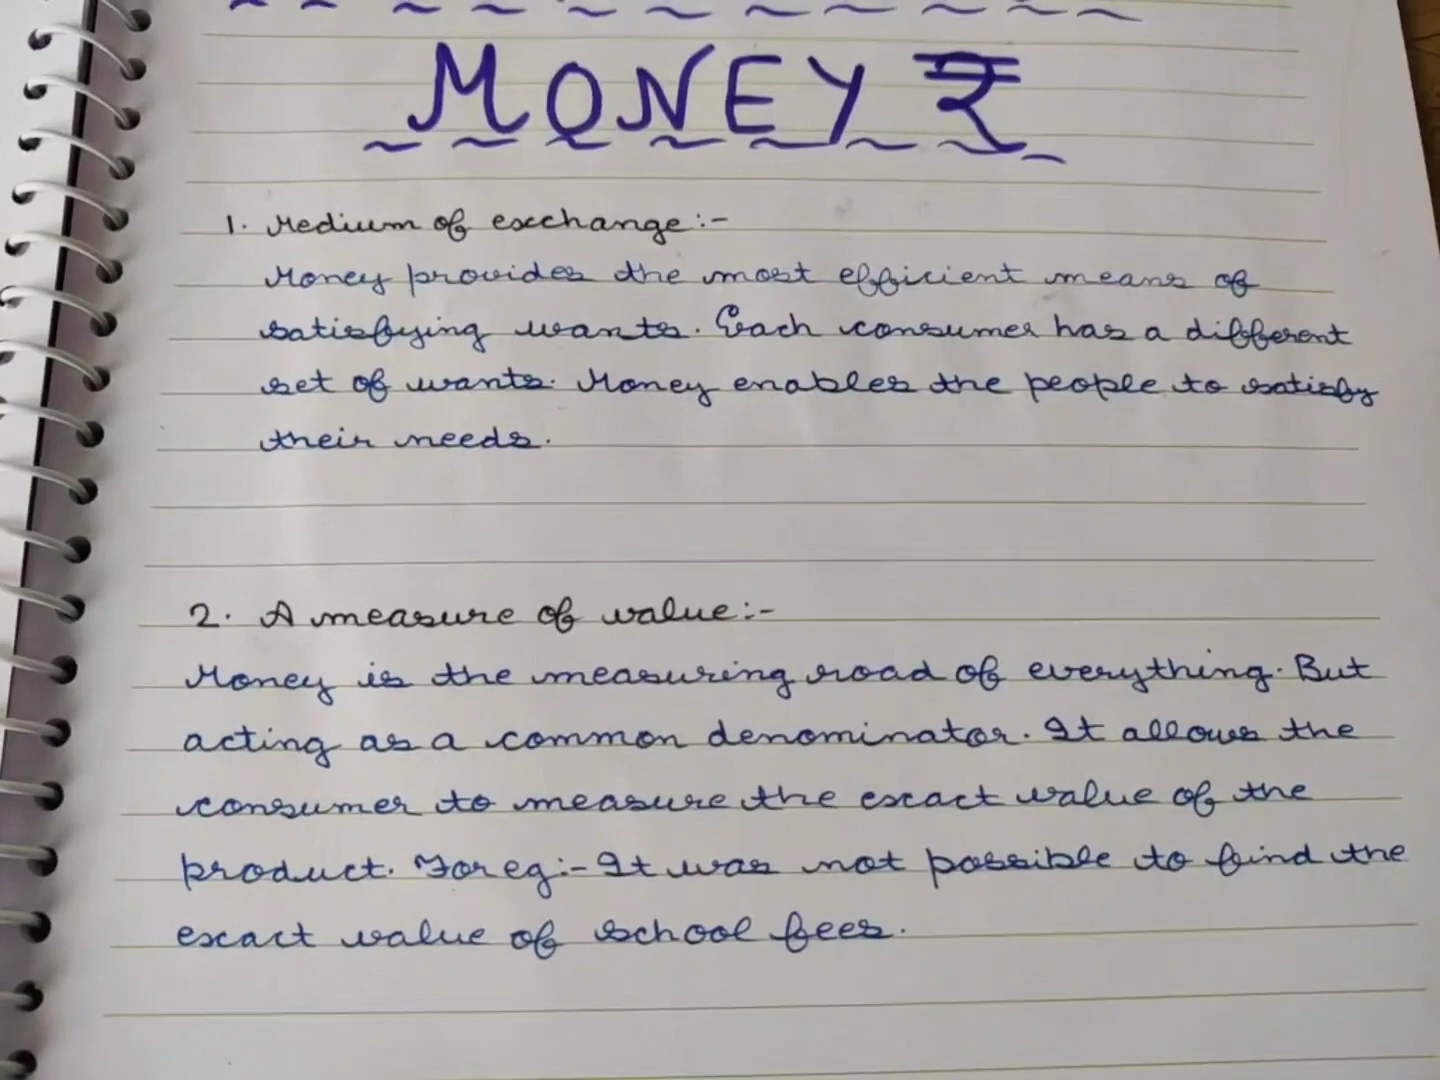 MONEY ₹
1. Medium of exchange:-
Money provides the most efficient means of
satisfying wants. Each consumer has a different
set of wants. Money enables the people to satisfy
their needs.
2. A measure of value:-
Money is the measuring road of everything. But
acting as a common denominator. It allows the
consumer to measure the exact value of the
product. For eg:- It was not possible to find the
exact value of school fees.